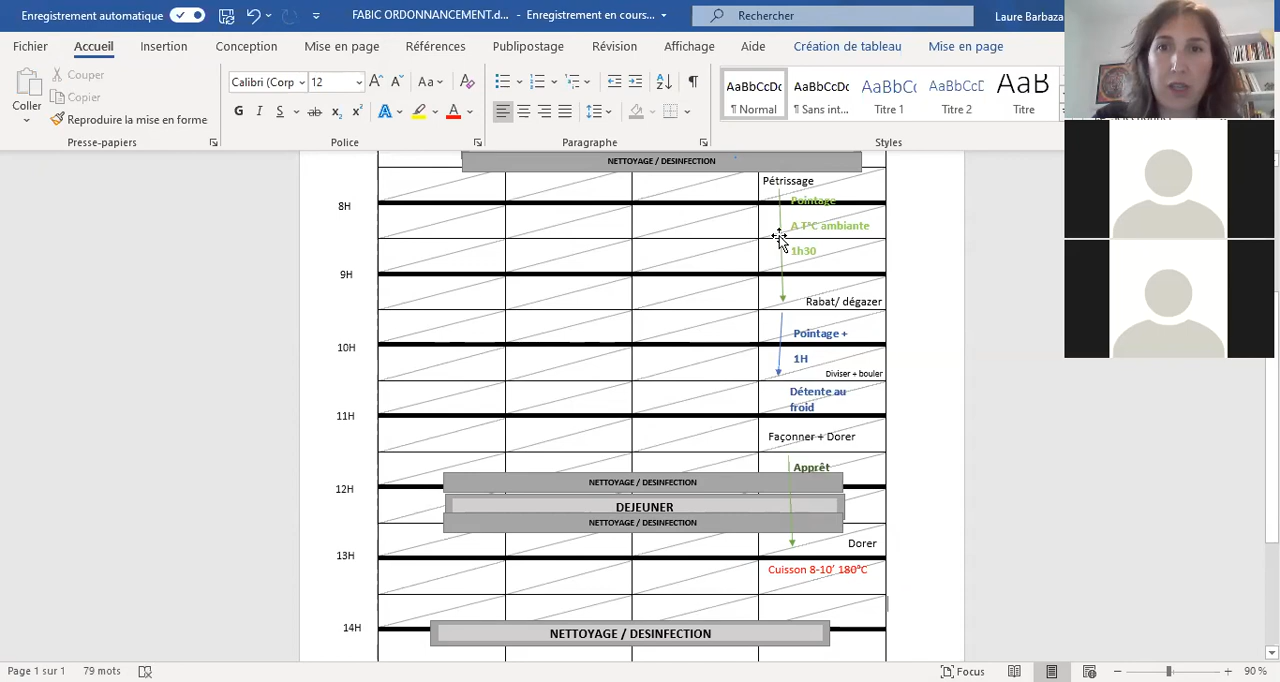 Enregistrement automatique
FABIC ORDONNANCEMENT.d... - Enregistrement en cours...
Rechercher
Laure Barbaza
Fichier
Accueil
Insertion
Conception
Mise en page
Références
Publipostage
Révision
Affichage
Aide
Création de tableau
Mise en page
Coller
Couper
Copier
Reproduire la mise en forme
Presse-papiers
Calibri (Corp
12
Aa
G I S ab x₂ x²
Police
Paragraphe
AaBbCcDc
¶ Normal
AaBbCcDc
¶ Sans int...
AaBbCc
Titre 1
AaBbCcD
Titre 2
AaB
Titre
Styles
NETTOYAGE / DESINFECTION
Pétrissage
8H
Pointage
A T°C ambiante
1h30
9H
Rabat/ dégazer
Pointage +
10H
1H
Diviser + bouler
Détente au
froid
11H
Façonner + Dorer
Apprêt
NETTOYAGE / DESINFECTION
12H
DEJEUNER
NETTOYAGE / DESINFECTION
Dorer
13H
Cuisson 8-10’ 180°C
14H
NETTOYAGE / DESINFECTION
Page 1 sur 1
79 mots
Focus
90 %